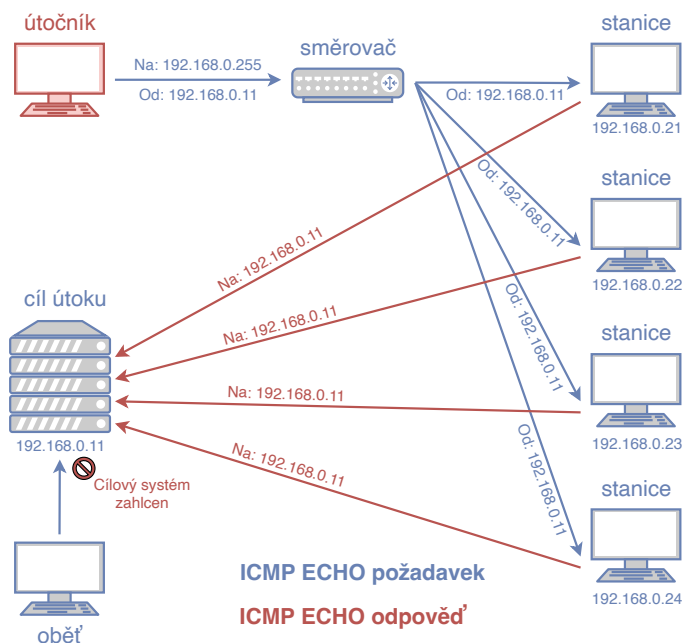 útočník
Na: 192.168.0.255
Od: 192.168.0.11
směrovač
stanice
Od: 192.168.0.11
192.168.0.21
stanice
Od: 192.168.0.11
192.168.0.22
Na: 192.168.0.11
cíl útoku
Na: 192.168.0.11
stanice
Od: 192.168.0.11
Na: 192.168.0.11
192.168.0.23
192.168.0.11
Na: 192.168.0.11
Od: 192.168.0.11
Cílový systém
zahlcen
stanice
192.168.0.24
ICMP ECHO požadavek
ICMP ECHO odpověď
oběť